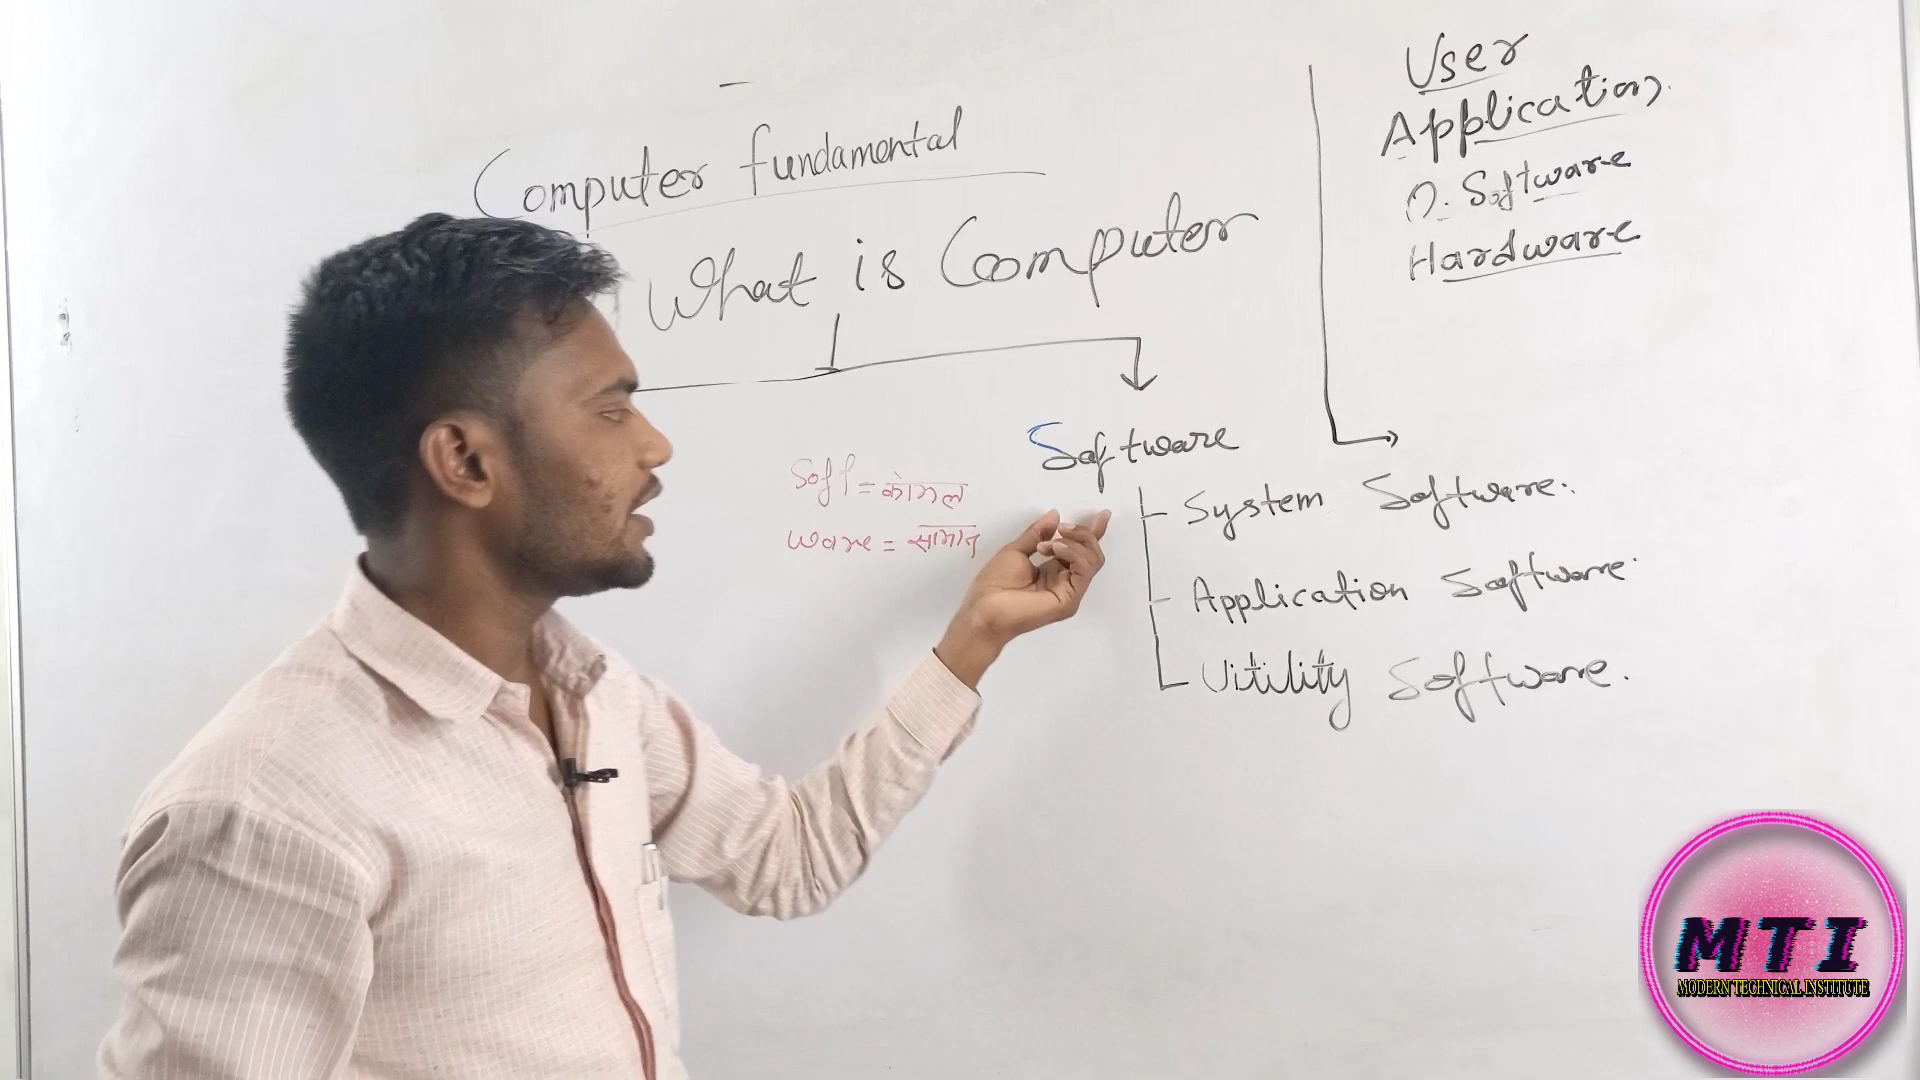 Computer fundamental
What is Computer
Software
Soft = कोमल
ware = सामान
System Software.
Application Software.
Uitility Software.
User
Application
O. Software
Hardware
MTI
MODERN TECHNICAL INSTITUTE